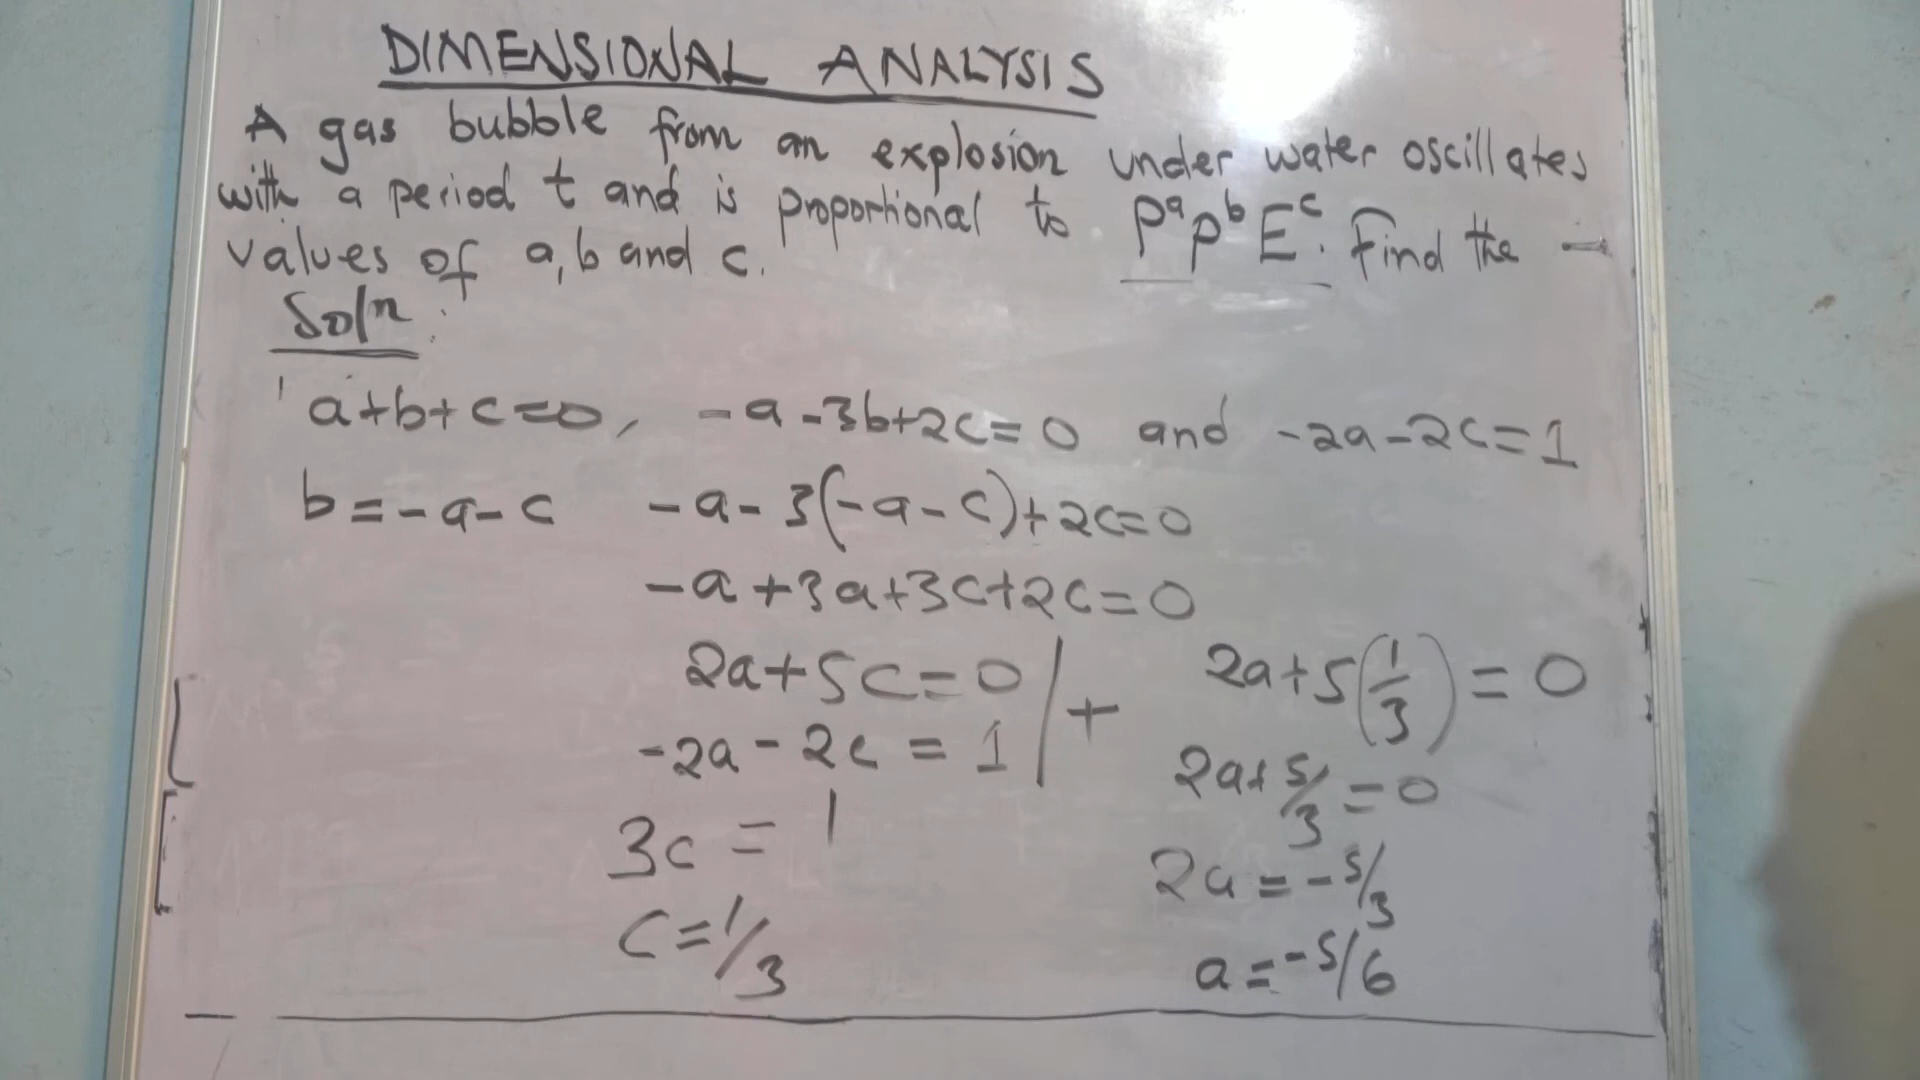 DIMENSIONAL ANALYSIS
A gas bubble from an explosion under water oscillates
with a period t and is proportional to PᵃρᵇEᶜ. Find the
values of a, b and c.
Soln:
a+b+c=0, -a-3b+2c=0 and -2a-2c=1
b=-a-c -a-3(-a-c)+2c=0
-a+3a+3c+2c=0
2a+5c=0 + 2a+5(1/3)=0
-2a-2c=1 2a+5/3=0
3c=1 2a=-5/3
c=1/3 a=-5/6